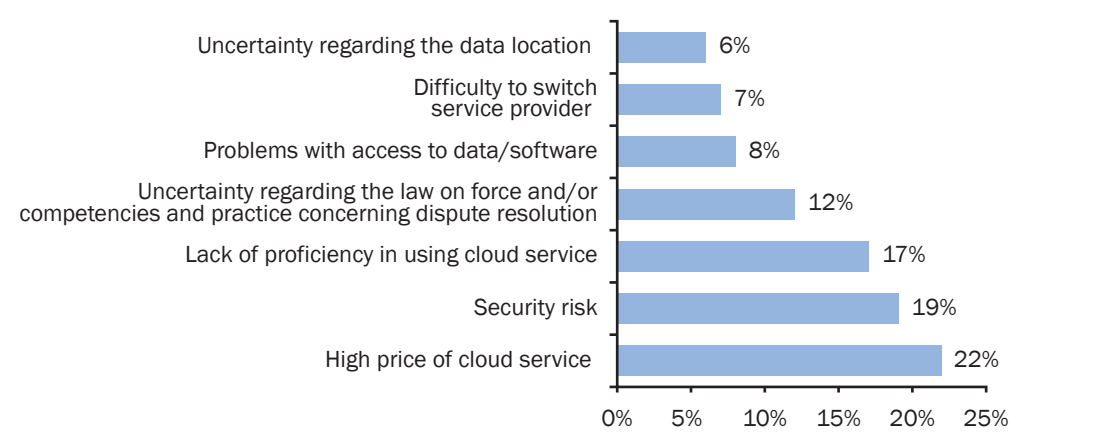 Uncertainty regarding the data location 6%
Difficulty to switch
service provider 7%
Problems with access to data/software 8%
Uncertainty regarding the law on force and/or
competencies and practice concerning dispute resolution 12%
Lack of proficiency in using cloud service 17%
Security risk 19%
High price of cloud service 22%
0% 5% 10% 15% 20% 25%